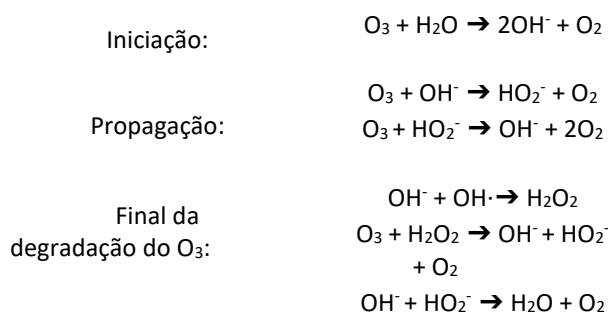 Iniciação:
O₃ + H₂O ➔ 2OH⁻ + O₂
Propagação:
O₃ + OH⁻ ➔ HO₂⁻ + O₂
O₃ + HO₂⁻ ➔ OH⁻ + 2O₂
Final da
degradação do O₃:
OH⁻ + OH· ➔ H₂O₂
O₃ + H₂O₂ ➔ OH⁻ + HO₂⁻
+ O₂
OH⁻ + HO₂⁻ ➔ H₂O + O₂